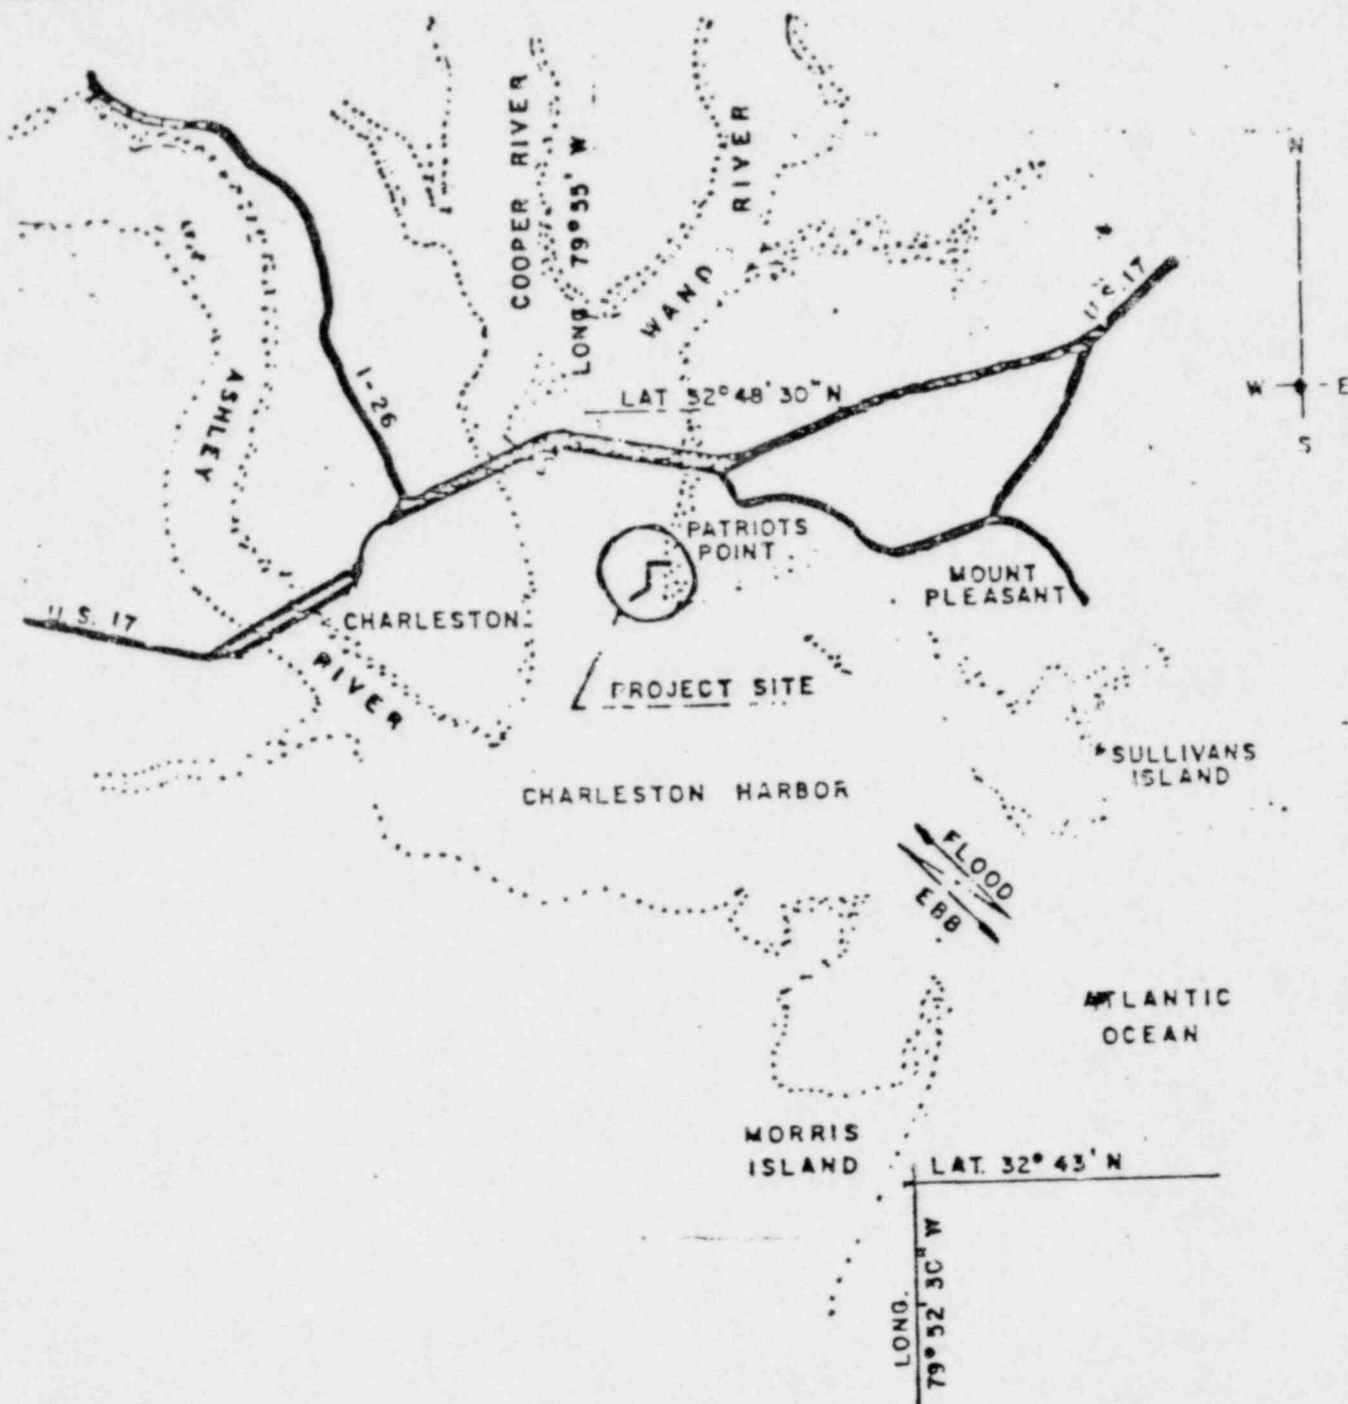 COOPER RIVER
LONG 79° 55' W
WAND RIVER
N
W E
S
U.S. 17
ASHLEY
I-26
LAT 32° 48' 30" N
PATRIOTS
POINT
MOUNT
PLEASANT
U.S. 17
CHARLESTON
RIVER
PROJECT SITE
SULLIVANS
ISLAND
CHARLESTON HARBOR
FLOOD
EBB
ATLANTIC
OCEAN
MORRIS
ISLAND
LAT. 32° 43' N
LONG.
79° 52' 30" W